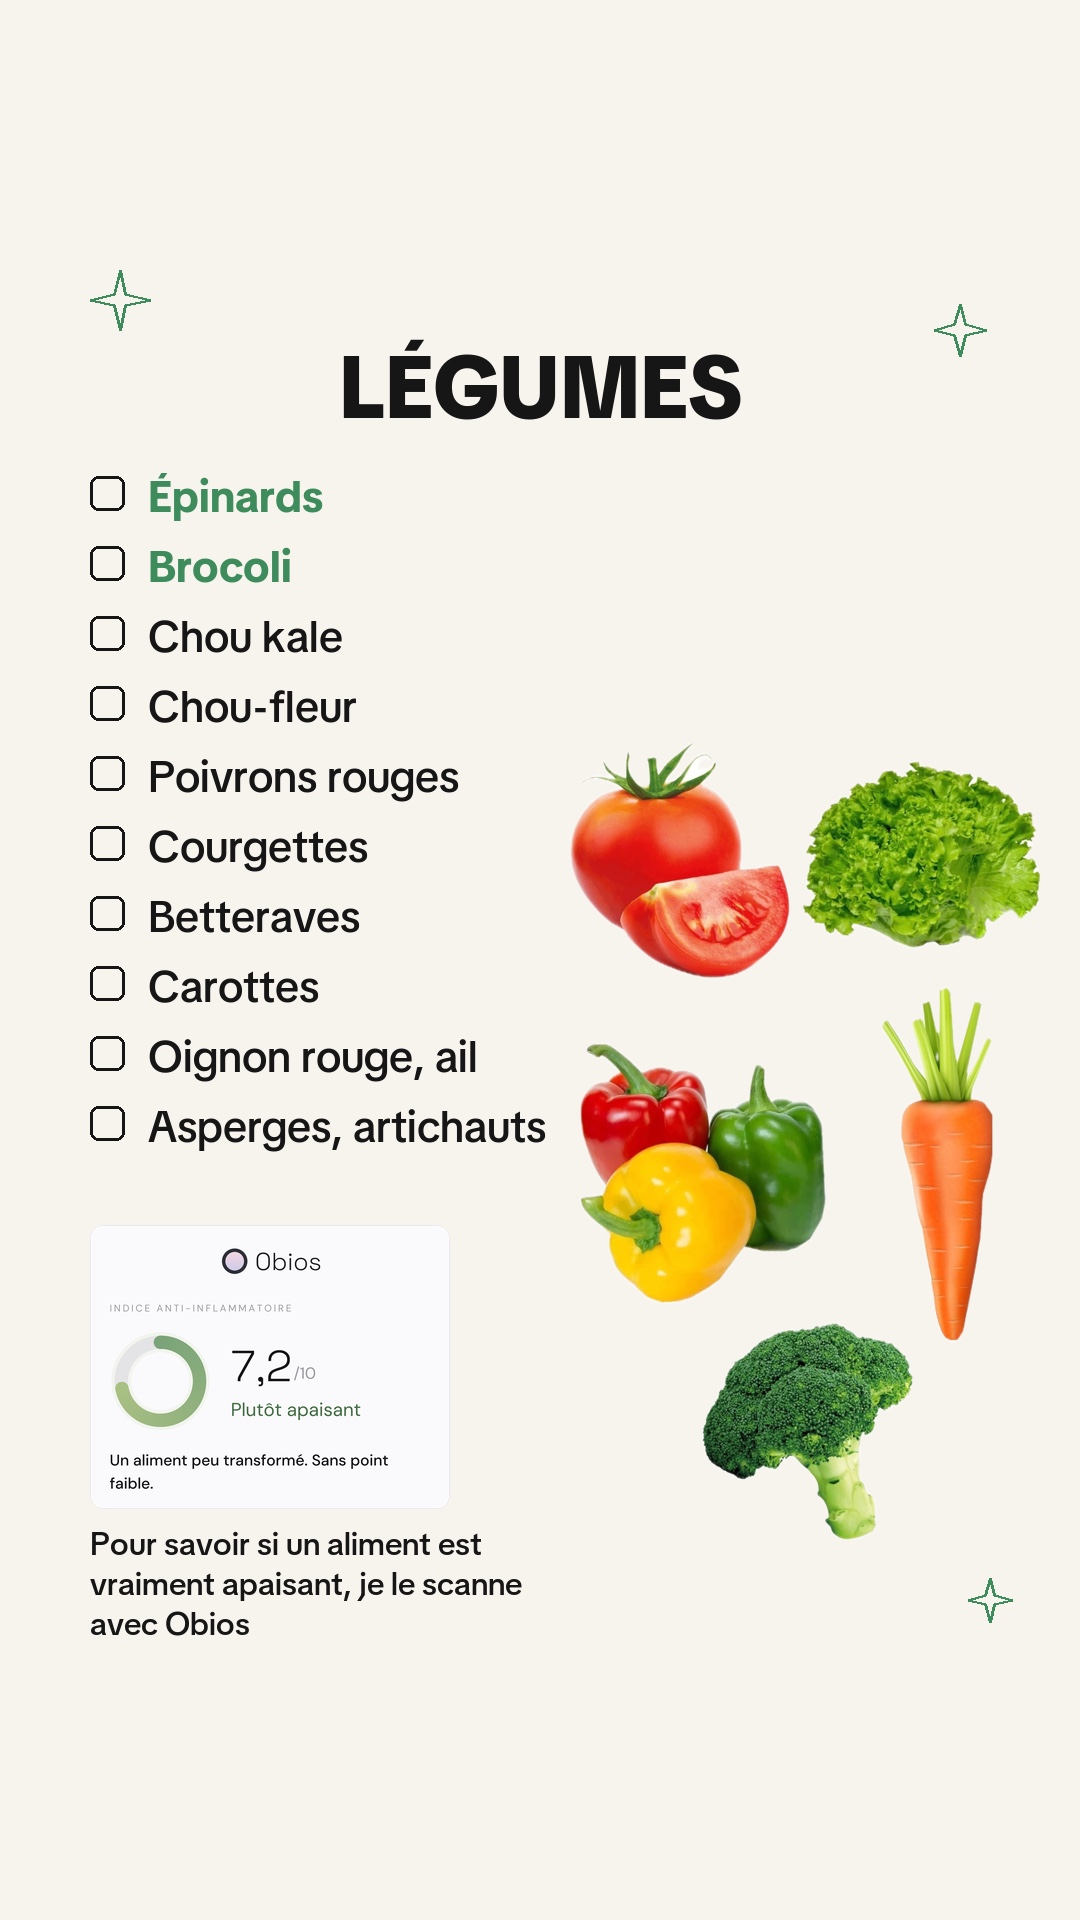 LÉGUMES
Épinards
Brocoli
Chou kale
Chou-fleur
Poivrons rouges
Courgettes
Betteraves
Carottes
Oignon rouge, ail
Asperges, artichauts
Obios
INDICE ANTI-INFLAMMATOIRE
7,2/10
Plutôt apaisant
Un aliment peu transformé. Sans point
faible.
Pour savoir si un aliment est
vraiment apaisant, je le scanne
avec Obios